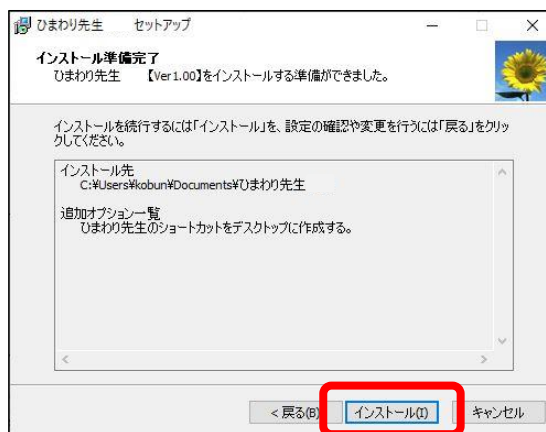 ひまわり先生 セットアップ
インストール準備完了
ひまわり先生 【Ver1.00】をインストールする準備ができました。
インストールを続行するには「インストール」を、設定の確認や変更を行うには「戻る」をクリッ
クしてください。
インストール先
C:¥Users¥kobun¥Documents¥ひまわり先生
追加オプション一覧
ひまわり先生のショートカットをデスクトップに作成する。
< 戻る(B) インストール(I) キャンセル